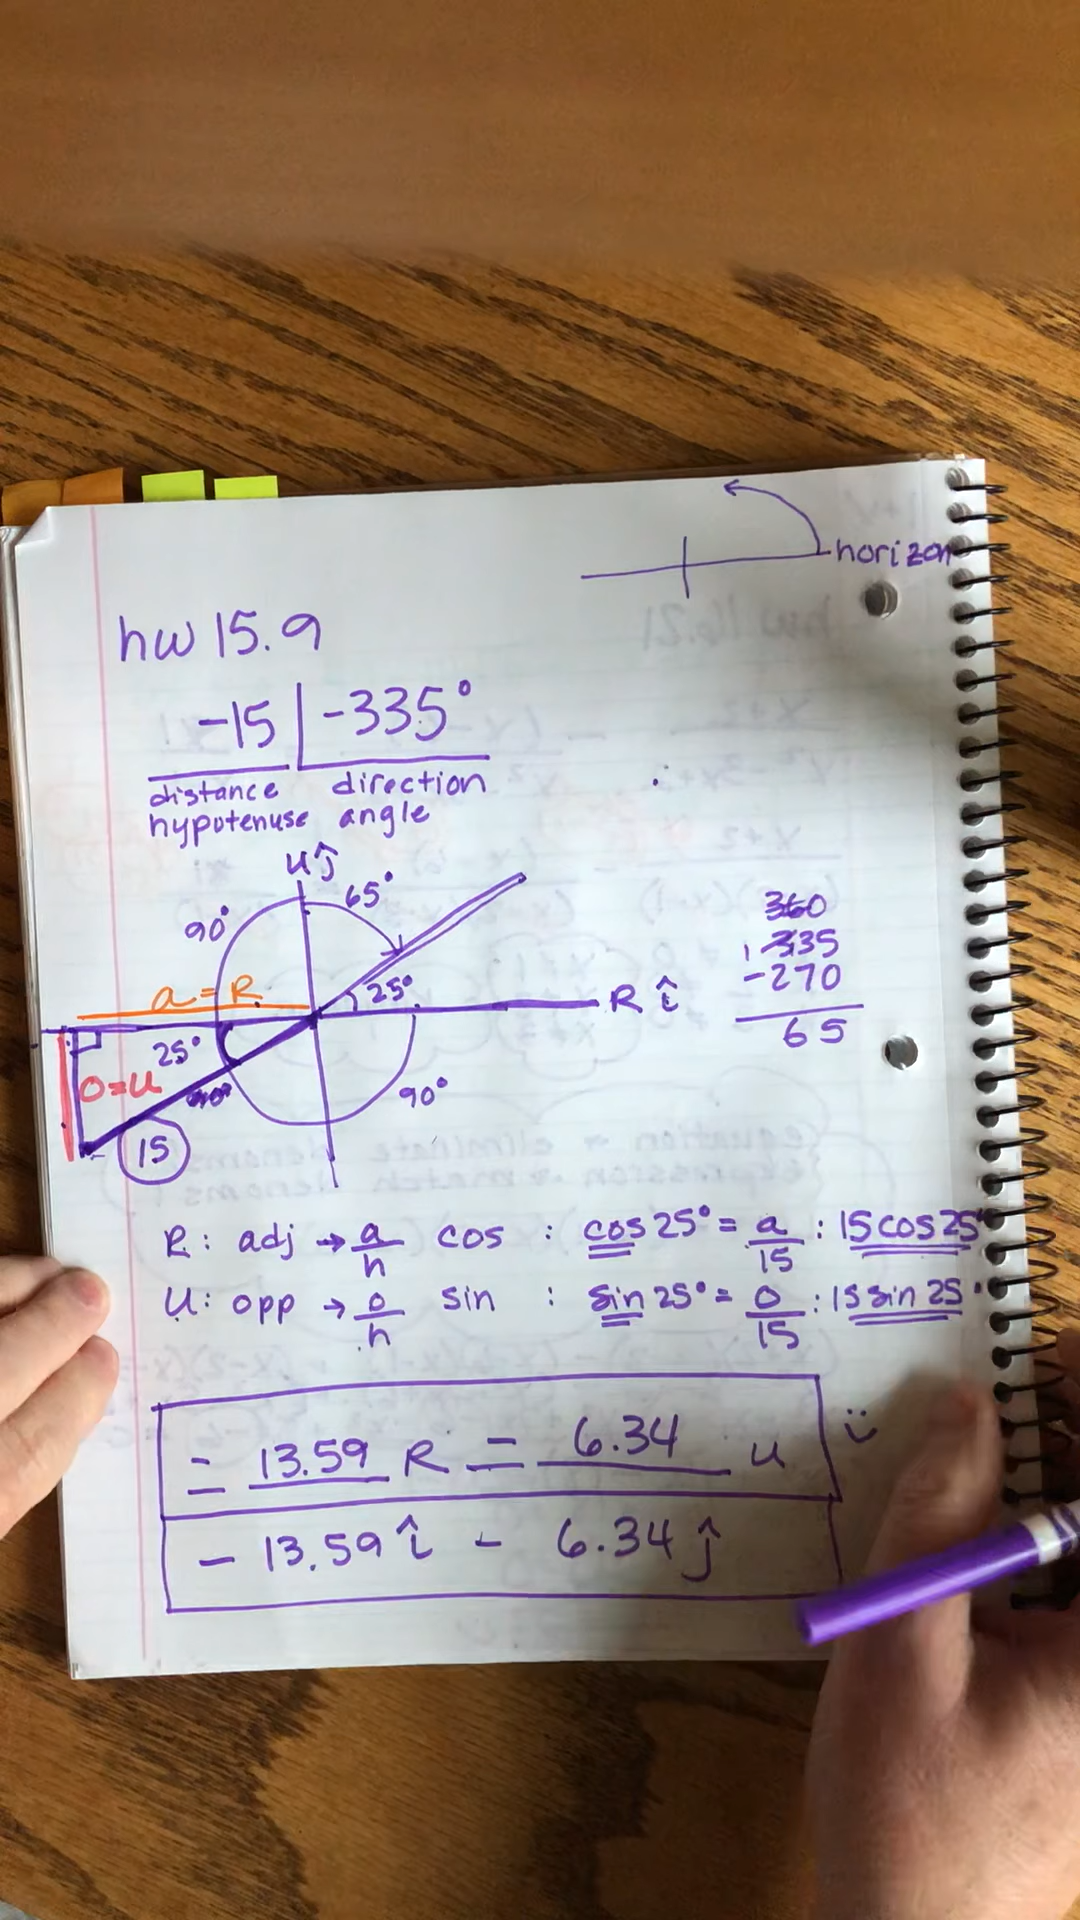 horizon
hw 15.9
-15 | -335°
distance direction
hypotenuse angle
uĵ
65°
90°
a = R
25°
R î
25°
o=u
90°
15
360
1 335
-270
65
R: adj → a/h cos : cos 25° = a/15 : 15 cos 25°
U: opp → o/h sin : sin 25° = o/15 : 15 sin 25°
= 13.59 R = 6.34 u
- 13.59 î - 6.34 ĵ